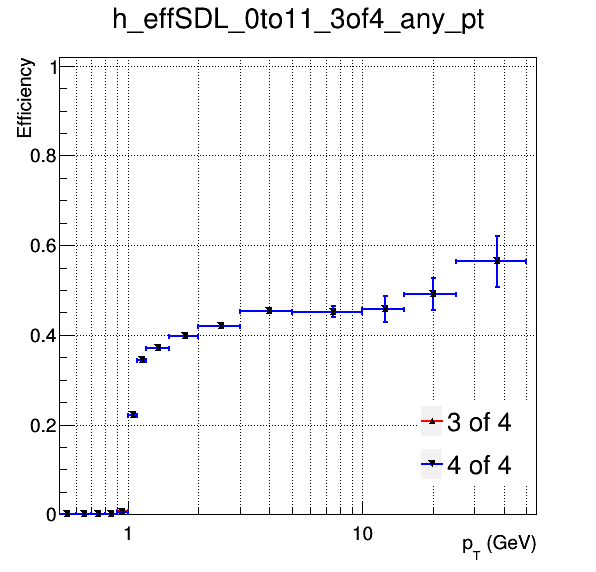 h_effSDL_0to11_3of4_any_pt
Efficiency
1
0.8
0.6
0.4
0.2
0
3 of 4
4 of 4
1
10
p_T (GeV)